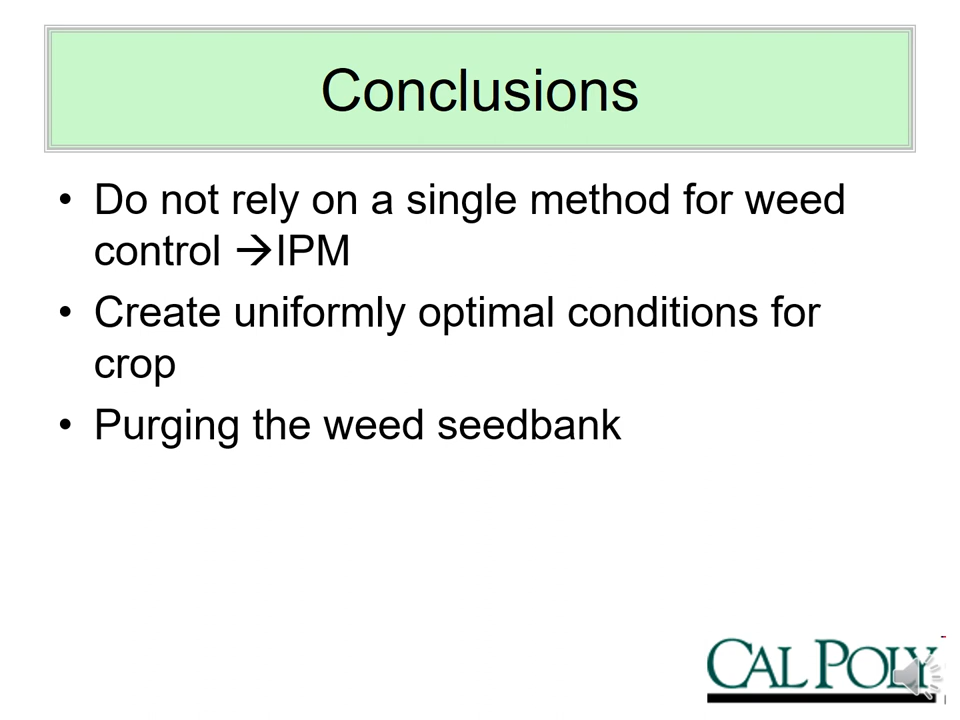 Conclusions
• Do not rely on a single method for weed
control →IPM
• Create uniformly optimal conditions for
crop
• Purging the weed seedbank
CAL POLY